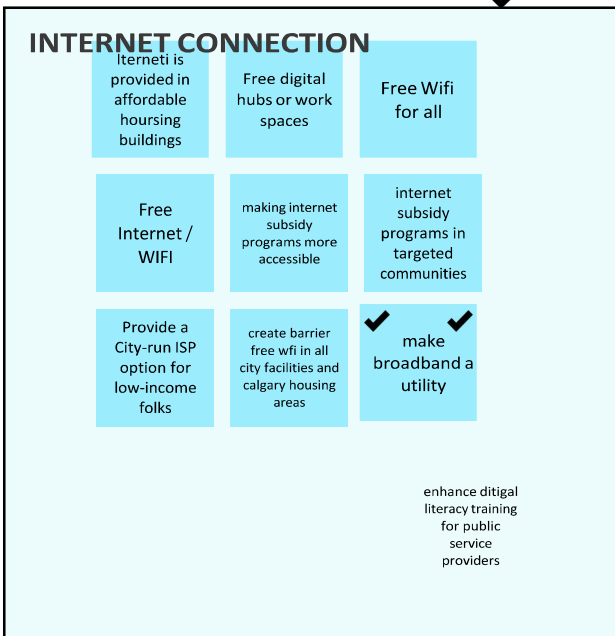 INTERNET CONNECTION
Iterneti is
provided in
affordable
hoursing
buildings
Free digital
hubs or work
spaces
Free Wifi
for all
Free
Internet /
WIFI
making internet
subsidy
programs more
accessible
internet
subsidy
programs in
targeted
communities
Provide a
City-run ISP
option for
low-income
folks
create barrier
free wfi in all
city facilities and
calgary housing
areas
make
broadband a
utility
enhance ditigal
literacy training
for public
service
providers